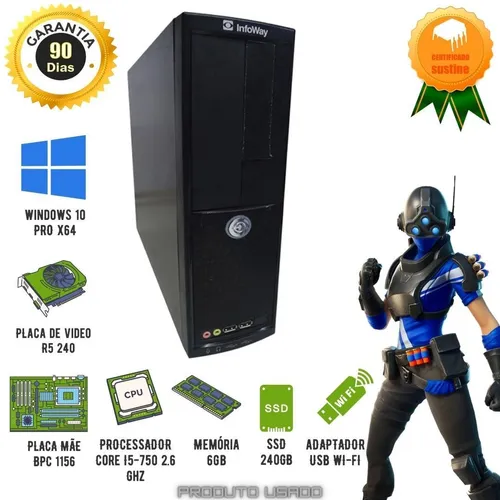 GARANTIA
90
Dias
InfoWay
CERTIFICADO
sustine
WINDOWS 10
PRO X64
PLACA DE VIDEO
R5 240
CPU
SSD
Wi Fi
PLACA MÃE
BPC 1156
PROCESSADOR
CORE I5-750 2.6
GHZ
MEMÓRIA
6GB
SSD
240GB
ADAPTADOR
USB WI-FI
PRODUTO USADO